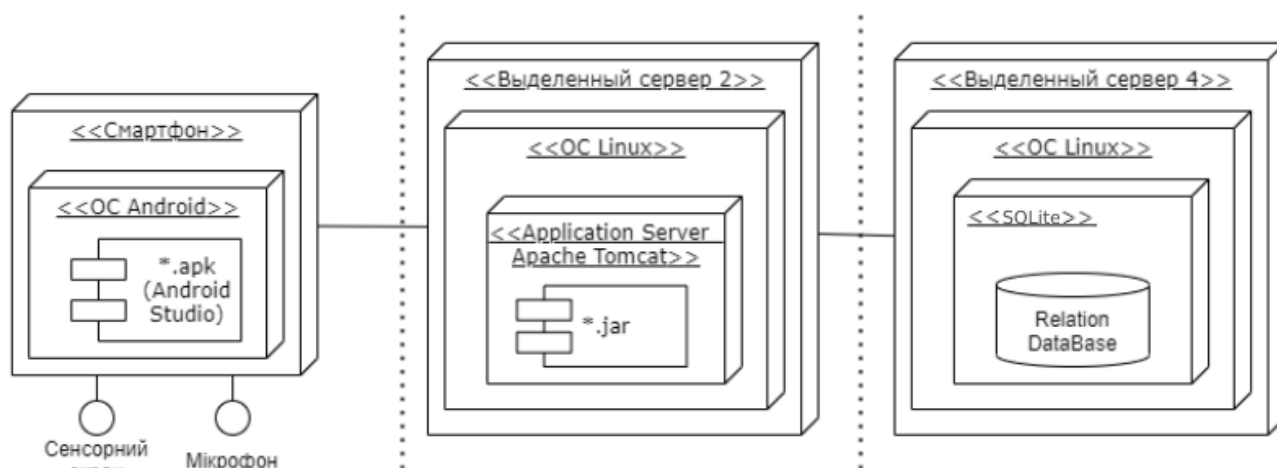 <<Смартфон>>
<<ОС Android>>
*.apk
(Android
Studio)
Сенсорний
Мікрофон
<<Выделенный сервер 2>>
<<ОС Linux>>
<<Application Server
Apache Tomcat>>
*.jar
<<Выделенный сервер 4>>
<<ОС Linux>>
<<SQLite>>
Relation
DataBase